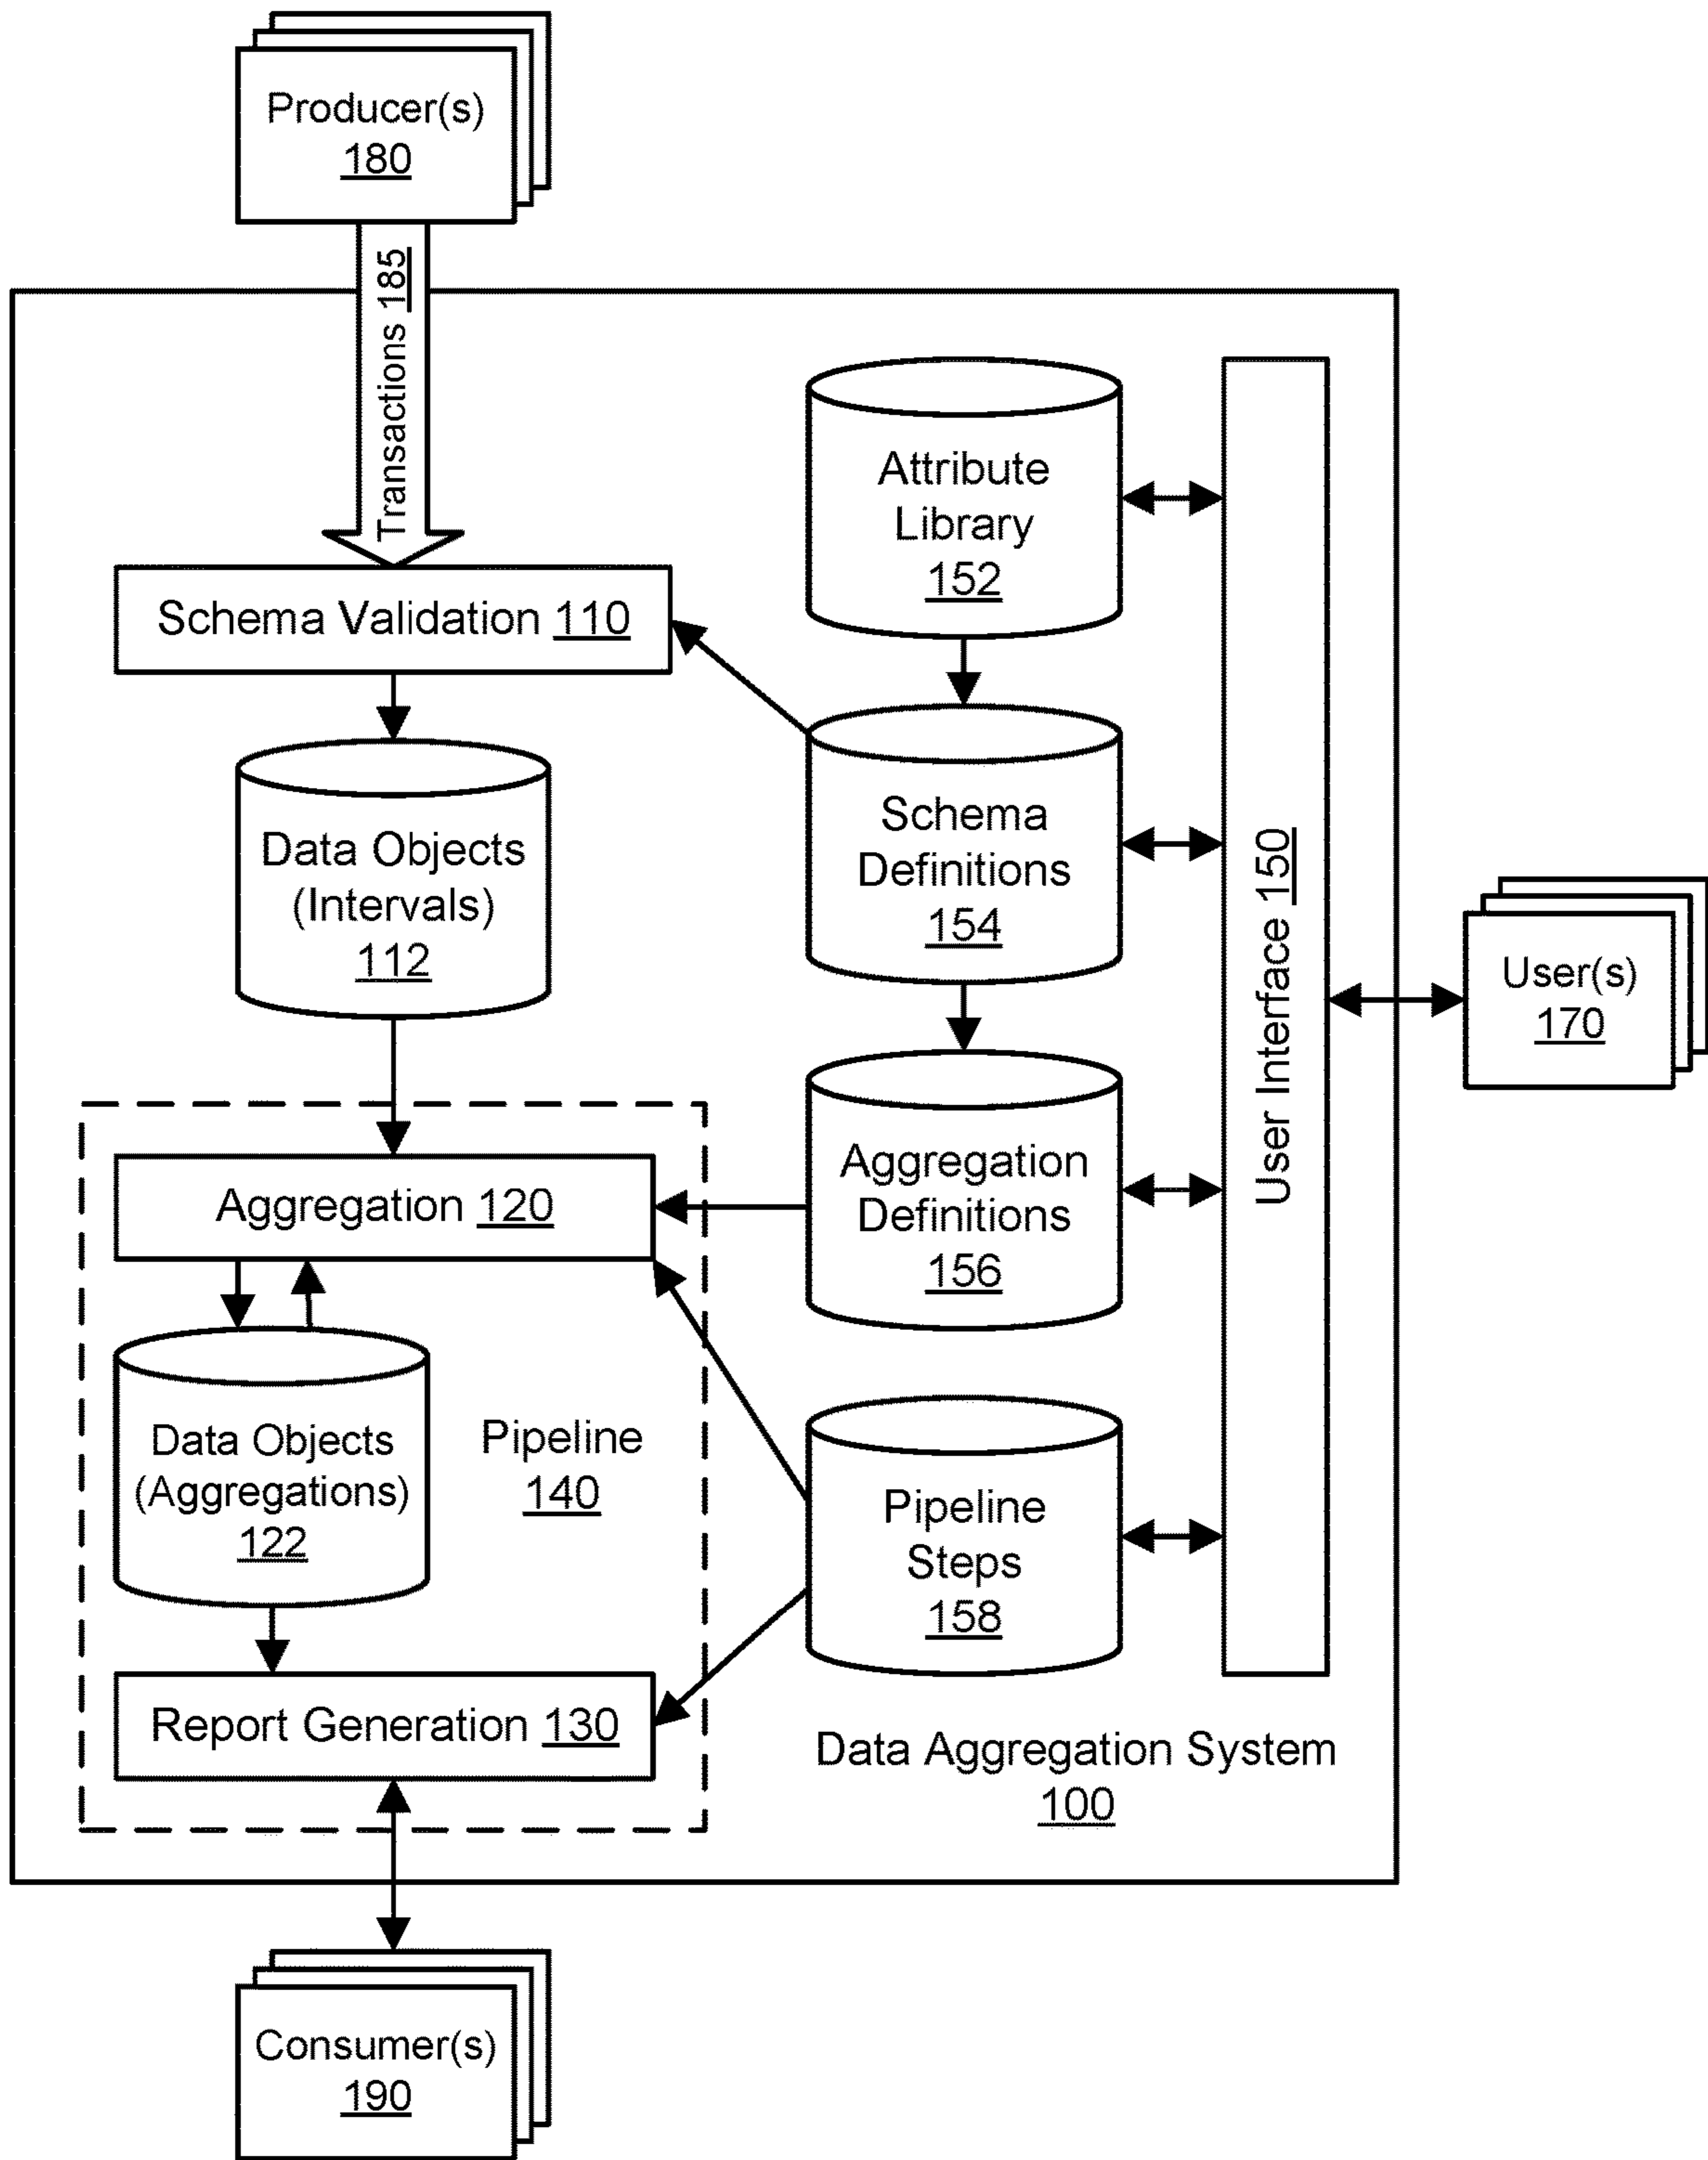 Producer(s)
180
Transactions 185
Attribute
Library
152
Schema Validation 110
Schema
Definitions
154
Data Objects
(Intervals)
112
User Interface 150
User(s)
170
Aggregation
Definitions
156
Aggregation 120
Data Objects
(Aggregations)
122
Pipeline
140
Pipeline
Steps
158
Report Generation 130
Data Aggregation System
100
Consumer(s)
190